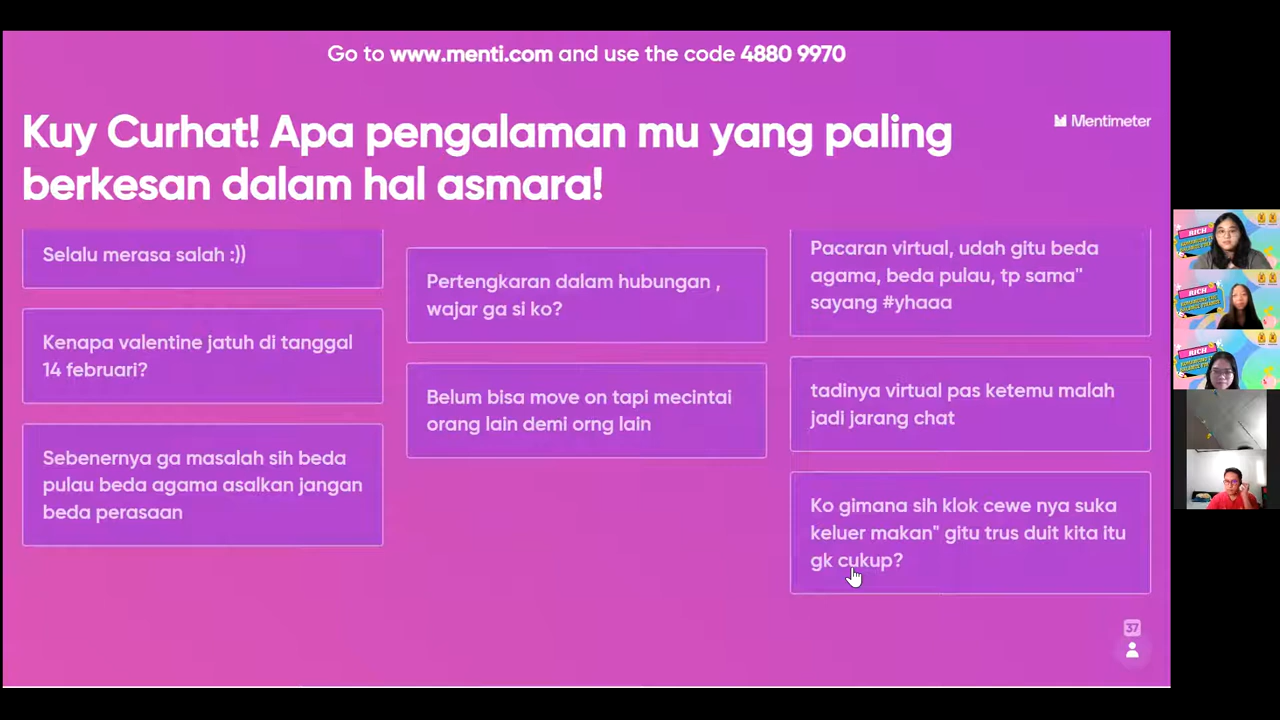 Go to www.menti.com and use the code 4880 9970
Kuy Curhat! Apa pengalaman mu yang paling
berkesan dalam hal asmara!
Mentimeter
Selalu merasa salah :))
Kenapa valentine jatuh di tanggal
14 februari?
Sebenernya ga masalah sih beda
pulau beda agama asalkan jangan
beda perasaan
Pertengkaran dalam hubungan ,
wajar ga si ko?
Belum bisa move on tapi mecintai
orang lain demi orng lain
Pacaran virtual, udah gitu beda
agama, beda pulau, tp sama"
sayang #yhaaa
tadinya virtual pas ketemu malah
jadi jarang chat
Ko gimana sih klok cewe nya suka
keluer makan" gitu trus duit kita itu
gk cukup?
37
RICH
RICH
RICH